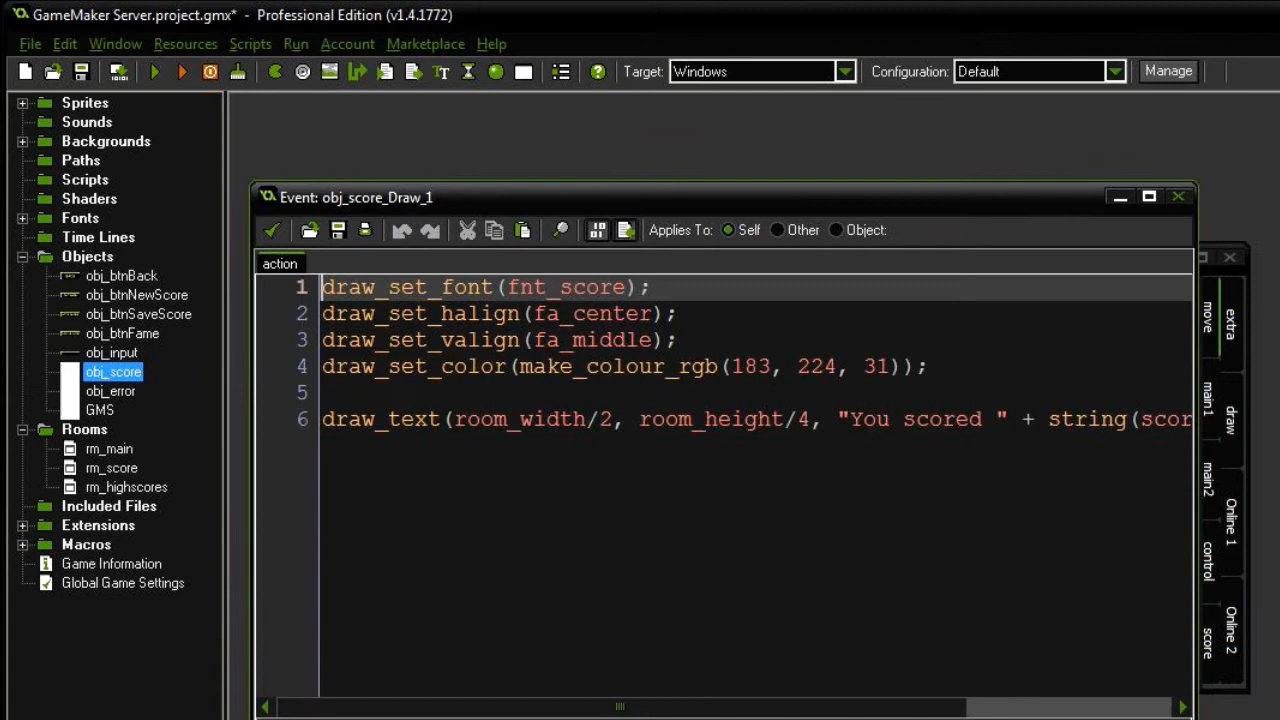 GameMaker Server.project.gmx* - Professional Edition (v1.4.1772)
File Edit Window Resources Scripts Run Account Marketplace Help
Target: Windows Configuration: Default Manage
Sprites
Sounds
Backgrounds
Paths
Scripts
Shaders
Fonts
Time Lines
Objects
obj_btnBack
obj_btnNewScore
obj_btnSaveScore
obj_btnFame
obj_input
obj_score
obj_error
GMS
Rooms
rm_main
rm_score
rm_highscores
Included Files
Extensions
Macros
Game Information
Global Game Settings
Event: obj_score_Draw_1
Applies To: Self Other Object:
action
1 draw_set_font(fnt_score);
2 draw_set_halign(fa_center);
3 draw_set_valign(fa_middle);
4 draw_set_color(make_colour_rgb(183, 224, 31));
5
6 draw_text(room_width/2, room_height/4, "You scored " + string(scor
move
main1
main2
control
score
extra
draw
Online 1
Online 2